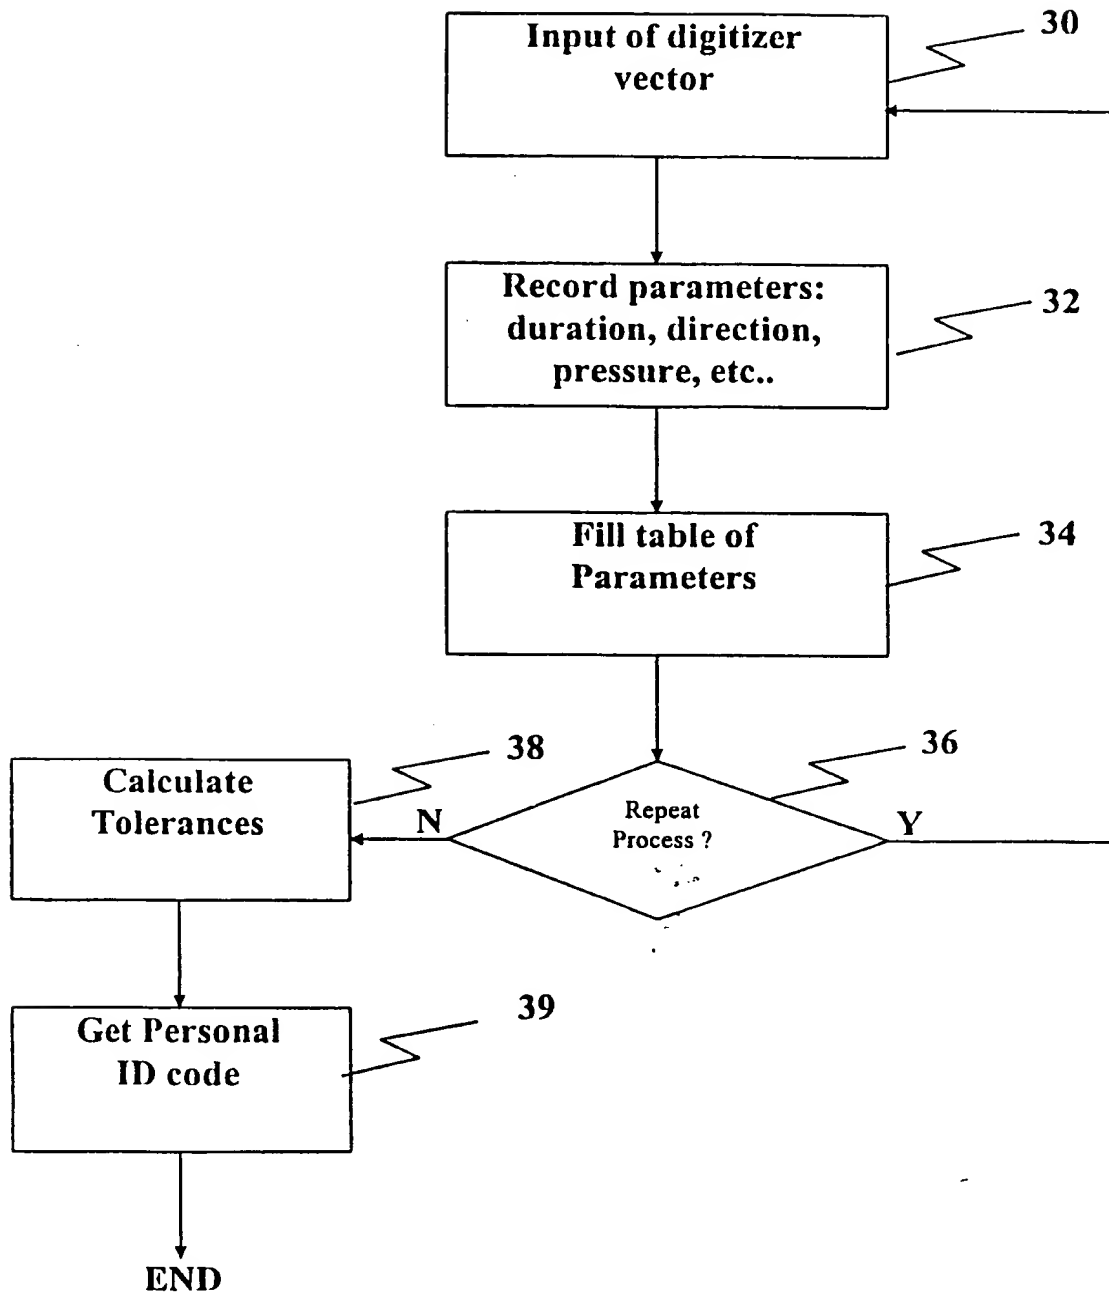 Input of digitizer
vector
30
Record parameters:
duration, direction,
pressure, etc..
32
Fill table of
Parameters
34
Repeat
Process ?
36
N
Y
Calculate
Tolerances
38
Get Personal
ID code
39
END